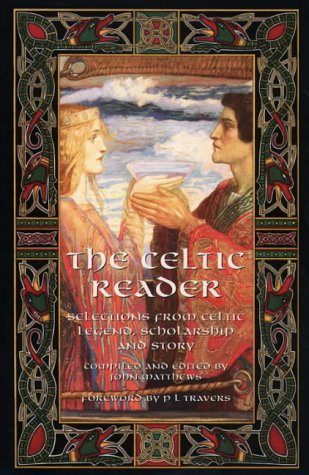 THE CELTIC
READER
SELECTIONS FROM CELTIC
LEGEND, SCHOLARSHIP
AND STORY
COMPILED AND EDITED BY
JOHN MATTHEWS
FOREWORD BY P L TRAVERS